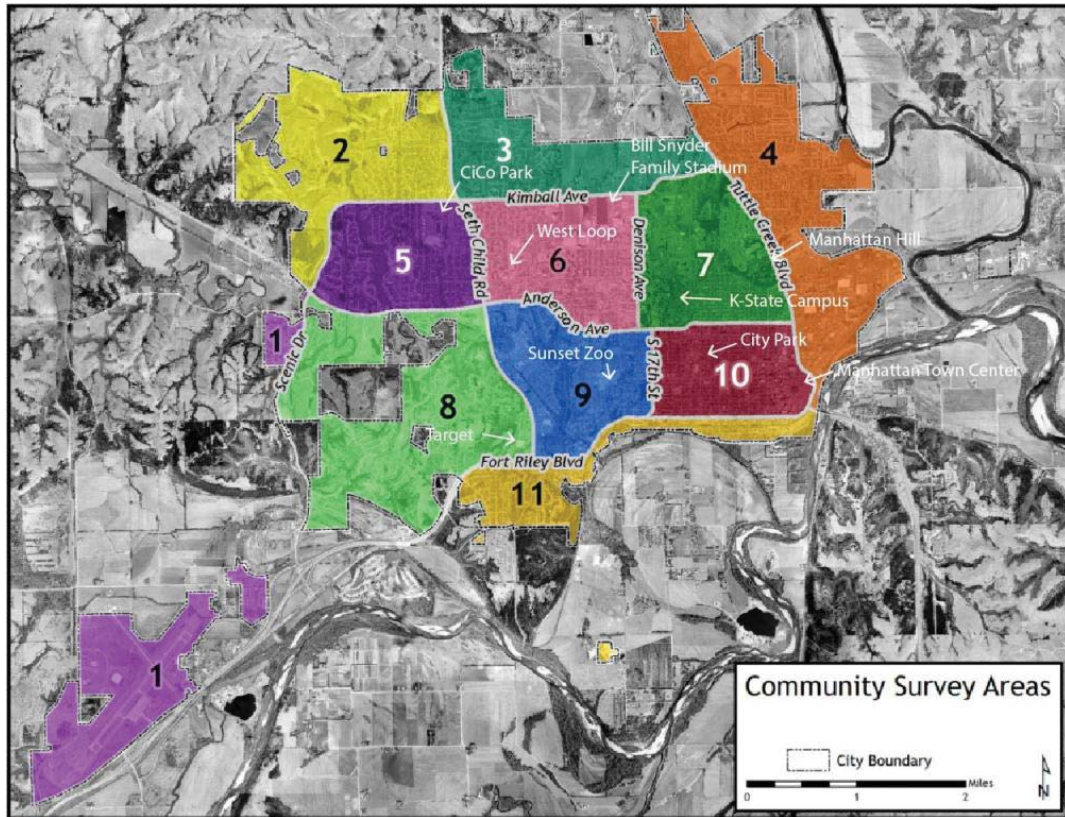 2
3
4
Bill Snyder
Family Stadium
CiCo Park
Kimball Ave
Tuttle Creek Blvd
Seth Child Rd
West Loop
Denison Ave
Manhattan Hill
5
6
7
K-State Campus
Anderson Ave
1
Scenic Dr
City Park
Sunset Zoo
S 17th St
10
Manhattan Town Center
8
9
Target
Fort Riley Blvd
11
1
Community Survey Areas
City Boundary
Miles
0
1
2
N